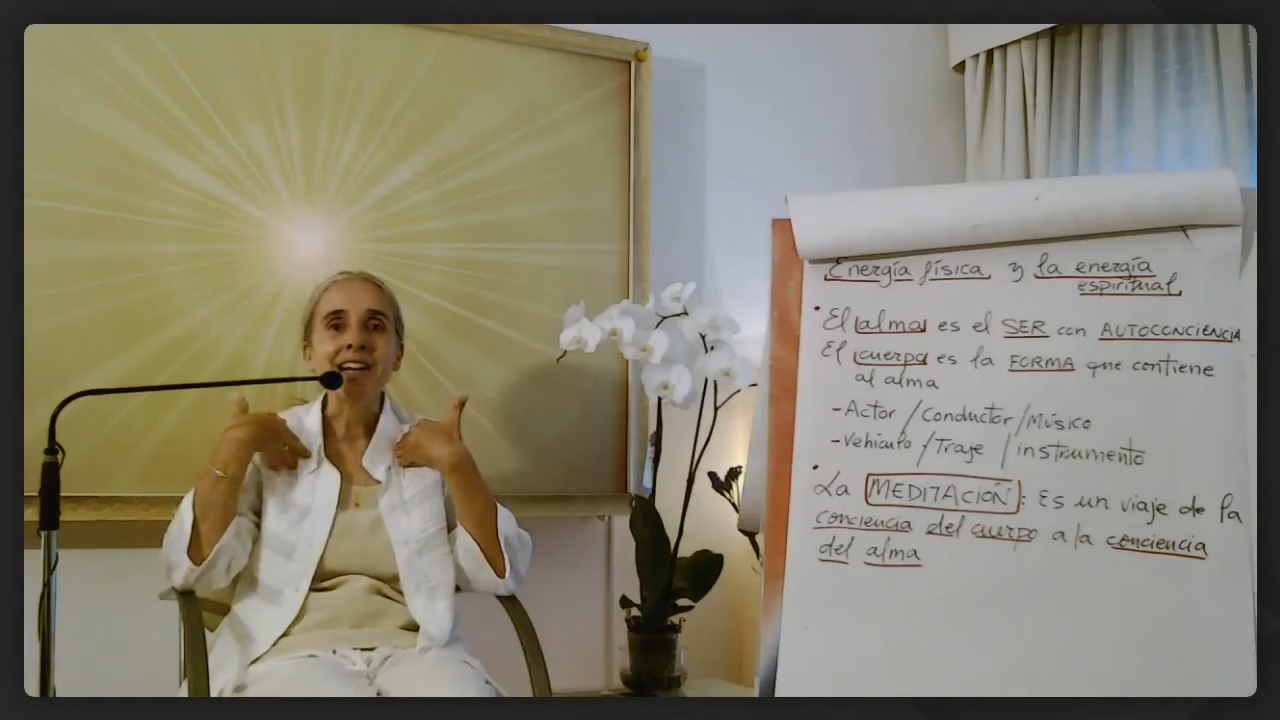 Energía física y la energía
espiritual
• El alma es el SER con AUTOCONCIENCIA
El cuerpo es la FORMA que contiene
al alma
-Actor / Conductor / Músico
-Vehículo / Traje / instrumento
• La MEDITACIÓN: Es un viaje de la
conciencia del cuerpo a la conciencia
del alma